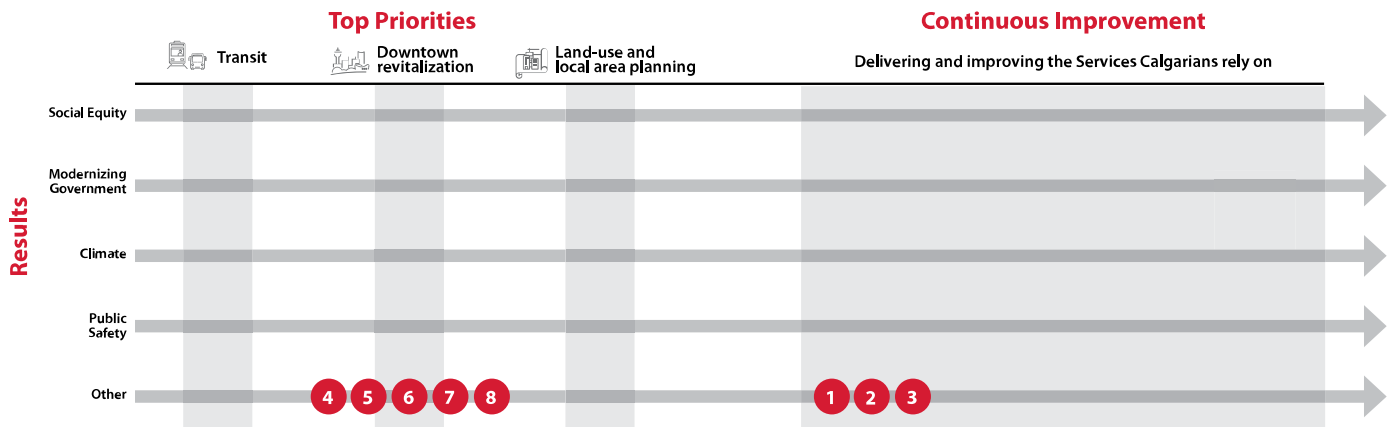 Top Priorities
Continuous Improvement
Transit
Downtown
revitalization
Land-use and
local area planning
Delivering and improving the Services Calgarians rely on
Results
Social Equity
Modernizing
Government
Climate
Public
Safety
Other
4 5 6 7 8
1 2 3